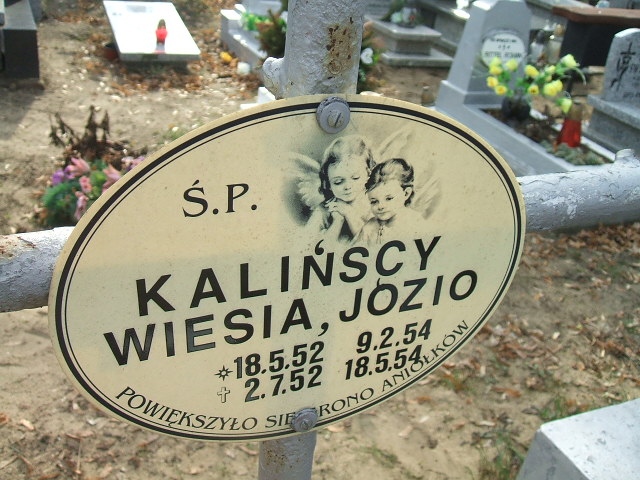 Ś.P.
KALIŃSCY
WIESIA, JÓZIO
18.5.52 9.2.54
2.7.52 18.5.54
POWIĘKSZYŁO SIĘ GRONO ANIOŁKÓW